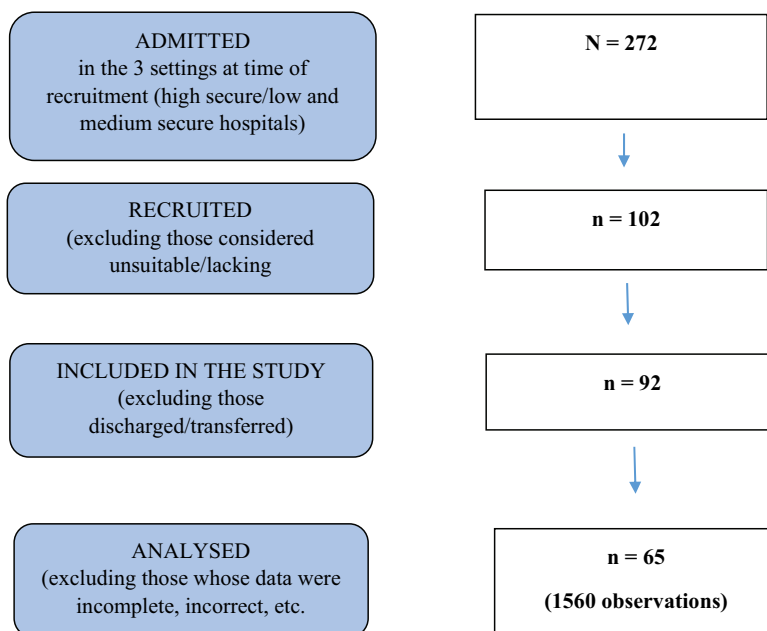 ADMITTED
in the 3 settings at time of
recruitment (high secure/low and
medium secure hospitals)
N = 272
RECRUITED
(excluding those considered
unsuitable/lacking
n = 102
INCLUDED IN THE STUDY
(excluding those
discharged/transferred)
n = 92
ANALYSED
(excluding those whose data were
incomplete, incorrect, etc.
n = 65
(1560 observations)